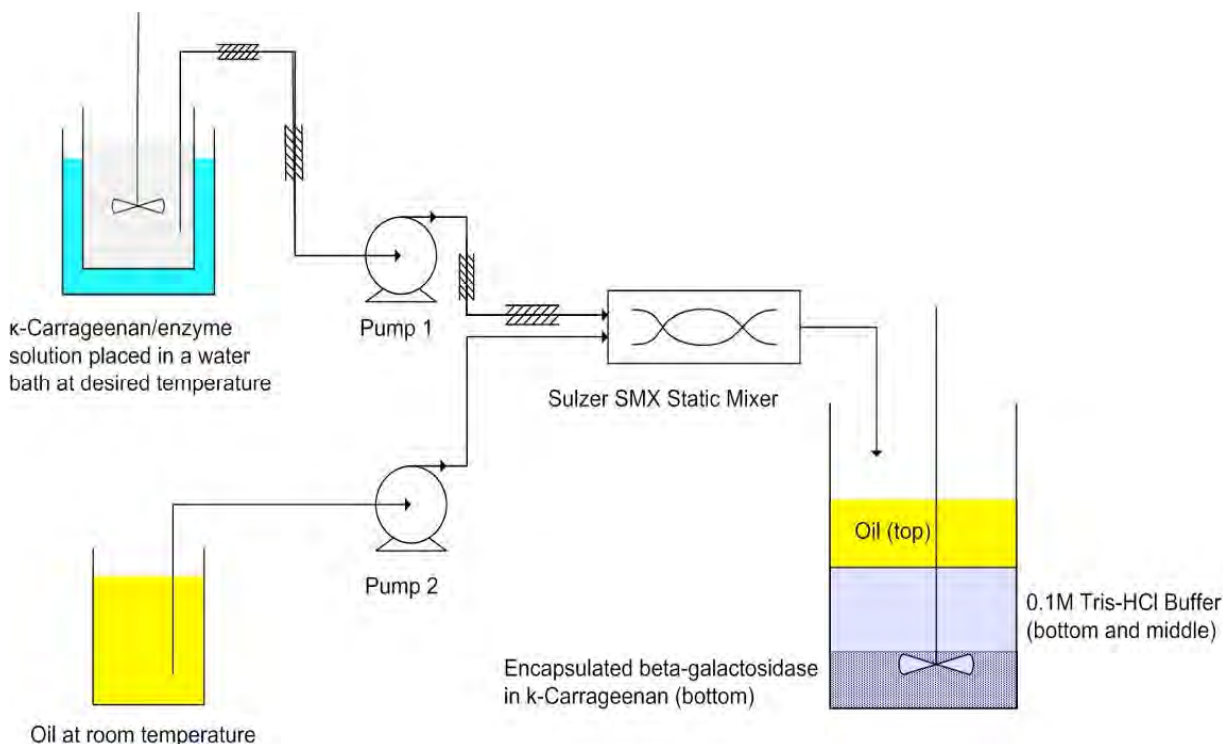 κ-Carrageenan/enzyme
solution placed in a water
bath at desired temperature
Pump 1
Sulzer SMX Static Mixer
Pump 2
Oil at room temperature
Oil (top)
0.1M Tris-HCl Buffer
(bottom and middle)
Encapsulated beta-galactosidase
in k-Carrageenan (bottom)